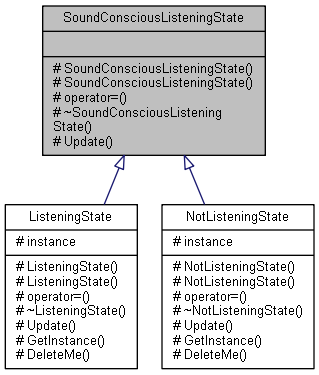 SoundConsciousListeningState
# SoundConsciousListeningState()
# SoundConsciousListeningState()
# operator=()
# ~SoundConsciousListening
State()
# Update()
ListeningState
# instance
# ListeningState()
# ListeningState()
# operator=()
# ~ListeningState()
# Update()
# GetInstance()
# DeleteMe()
NotListeningState
# instance
# NotListeningState()
# NotListeningState()
# operator=()
# ~NotListeningState()
# Update()
# GetInstance()
# DeleteMe()